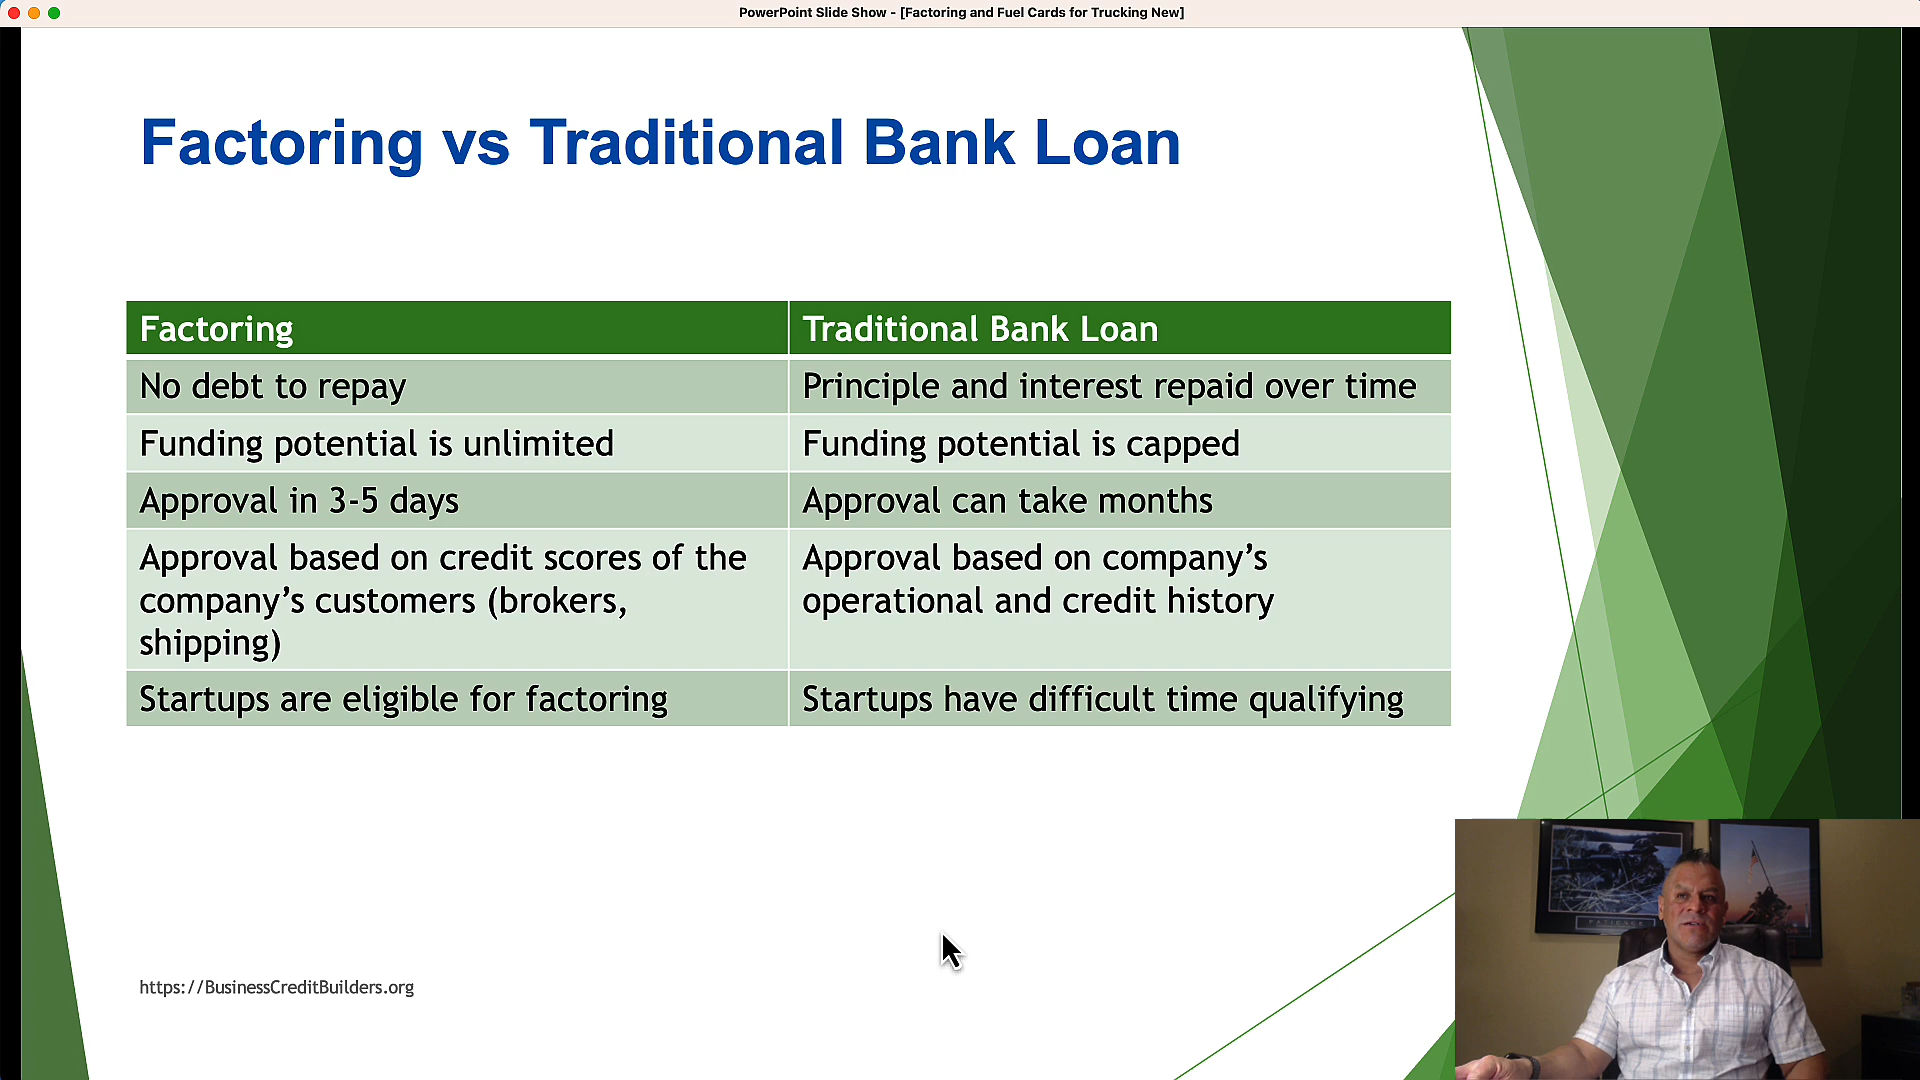 PowerPoint Slide Show - [Factoring and Fuel Cards for Trucking New]
Factoring vs Traditional Bank Loan
Factoring
Traditional Bank Loan
No debt to repay
Principle and interest repaid over time
Funding potential is unlimited
Funding potential is capped
Approval in 3-5 days
Approval can take months
Approval based on credit scores of the
company’s customers (brokers,
shipping)
Approval based on company’s
operational and credit history
Startups are eligible for factoring
Startups have difficult time qualifying
https://BusinessCreditBuilders.org
PATIENCE